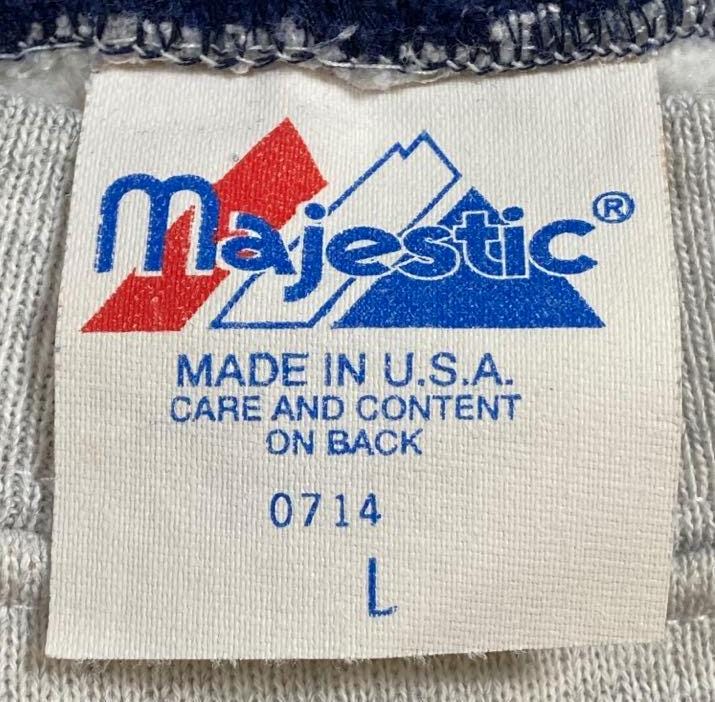 Majestic®
MADE IN U.S.A.
CARE AND CONTENT
ON BACK
0714
L